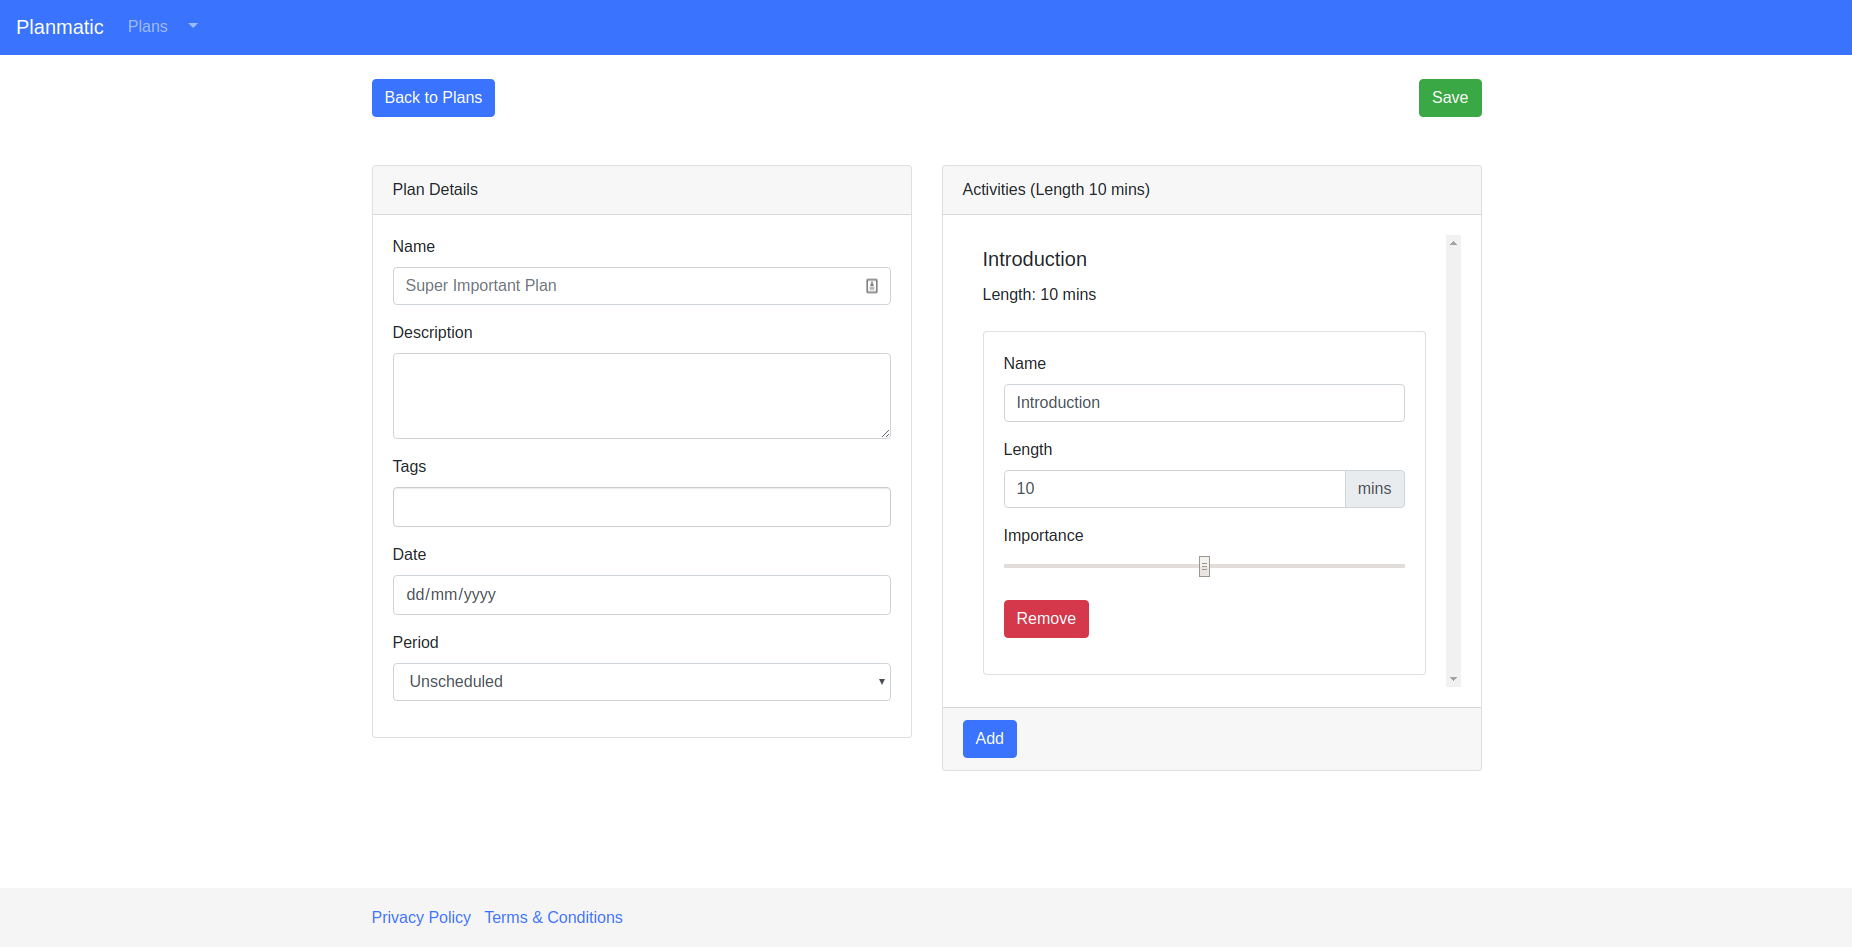 Planmatic Plans
Back to Plans
Save
Plan Details
Name
Super Important Plan
Description
Tags
Date
dd/mm/yyyy
Period
Unscheduled
Activities (Length 10 mins)
Introduction
Length: 10 mins
Name
Introduction
Length
10 mins
Importance
Remove
Add
Privacy Policy Terms & Conditions